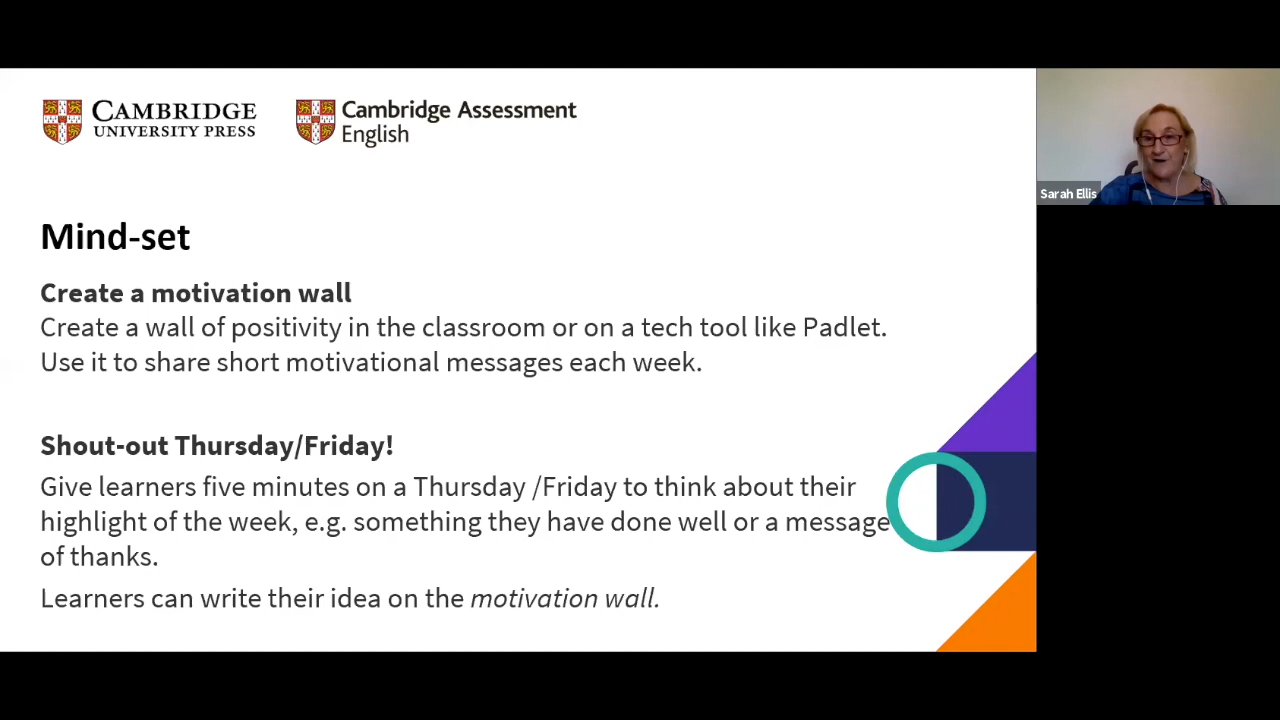 CAMBRIDGE
UNIVERSITY PRESS
Cambridge Assessment
English
Sarah Ellis
Mind-set
Create a motivation wall
Create a wall of positivity in the classroom or on a tech tool like Padlet.
Use it to share short motivational messages each week.
Shout-out Thursday/Friday!
Give learners five minutes on a Thursday /Friday to think about their
highlight of the week, e.g. something they have done well or a message
of thanks.
Learners can write their idea on the motivation wall.